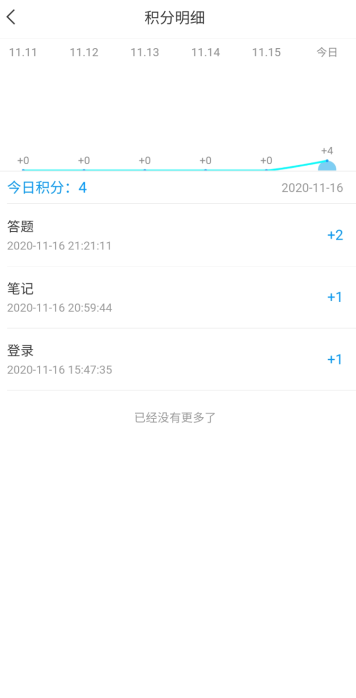 积分明细
11.11 11.12 11.13 11.14 11.15 今日
+0 +0 +0 +0 +0 +4
今日积分：4 2020-11-16
答题
2020-11-16 21:21:11 +2
笔记
2020-11-16 20:59:44 +1
登录
2020-11-16 15:47:35 +1
已经没有更多了